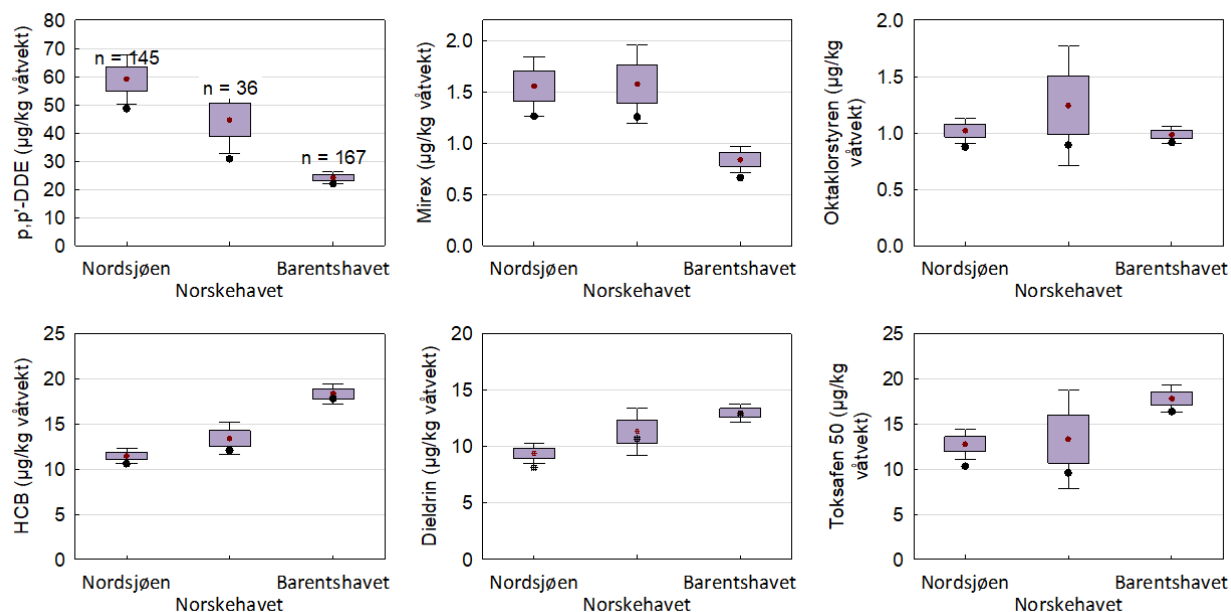 p,p'-DDE (µg/kg våtvekt)
80
70
60
50
40
30
20
10
0
n = 145
n = 36
n = 167
Nordsjøen
Norskehavet
Barentshavet
Mirex (µg/kg våtvekt)
2.0
1.5
1.0
0.5
0.0
Nordsjøen
Norskehavet
Barentshavet
Oktaklorstyren (µg/kg
våtvekt)
2.0
1.5
1.0
0.5
0.0
Nordsjøen
Norskehavet
Barentshavet
HCB (µg/kg våtvekt)
25
20
15
10
5
0
Nordsjøen
Norskehavet
Barentshavet
Dieldrin (µg/kg våtvekt)
20
15
10
5
0
Nordsjøen
Norskehavet
Barentshavet
Toksafen 50 (µg/kg
våtvekt)
25
20
15
10
5
0
Nordsjøen
Norskehavet
Barentshavet